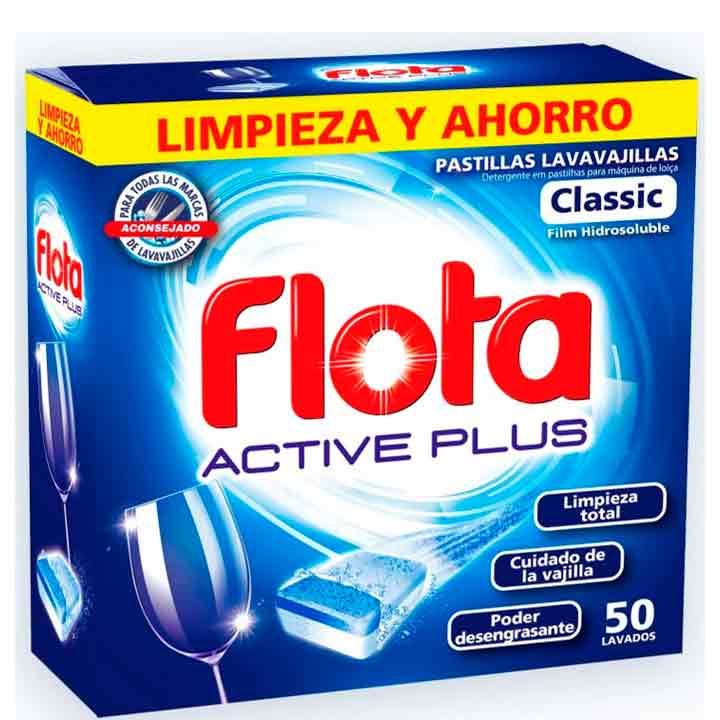 Flota
ACTIVE PLUS
LIMPIEZA
Y AHORRO
LIMPIEZA Y AHORRO
PASTILLAS LAVAVAJILLAS
Detergente em pastilhas para máquina de loiça
Classic
Film Hidrosoluble
PARA TODAS LAS MARCAS
ACONSEJADO
DE LAVAVAJILLAS
Flota
ACTIVE PLUS
Flota
ACTIVE PLUS
Limpieza
total
Cuidado de
la vajilla
Poder
desengrasante
50
LAVADOS